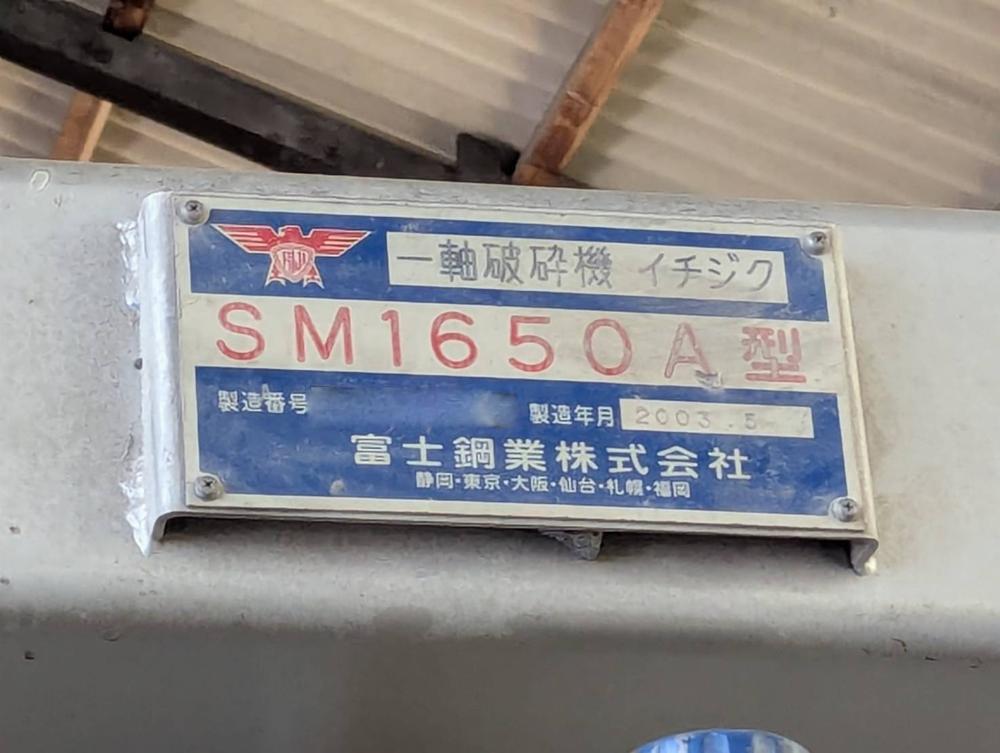 FUJI
一軸破砕機 イチジク
SM1650A型
製造番号
製造年月 2003.5
富士鋼業株式会社
静岡・東京・大阪・仙台・札幌・福岡